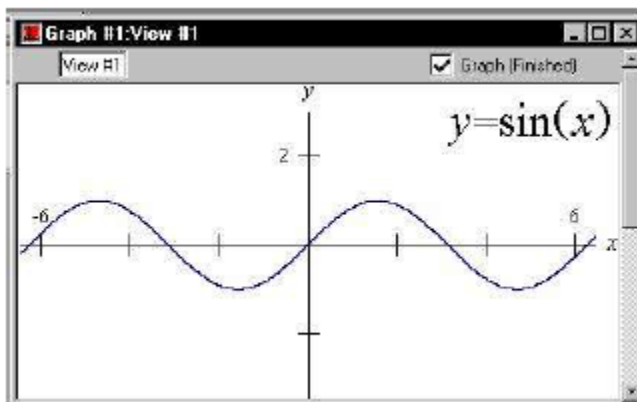 Graph #1:View #1
View #1
Graph (Finished)
y
y=sin(x)
2
-6
6
x